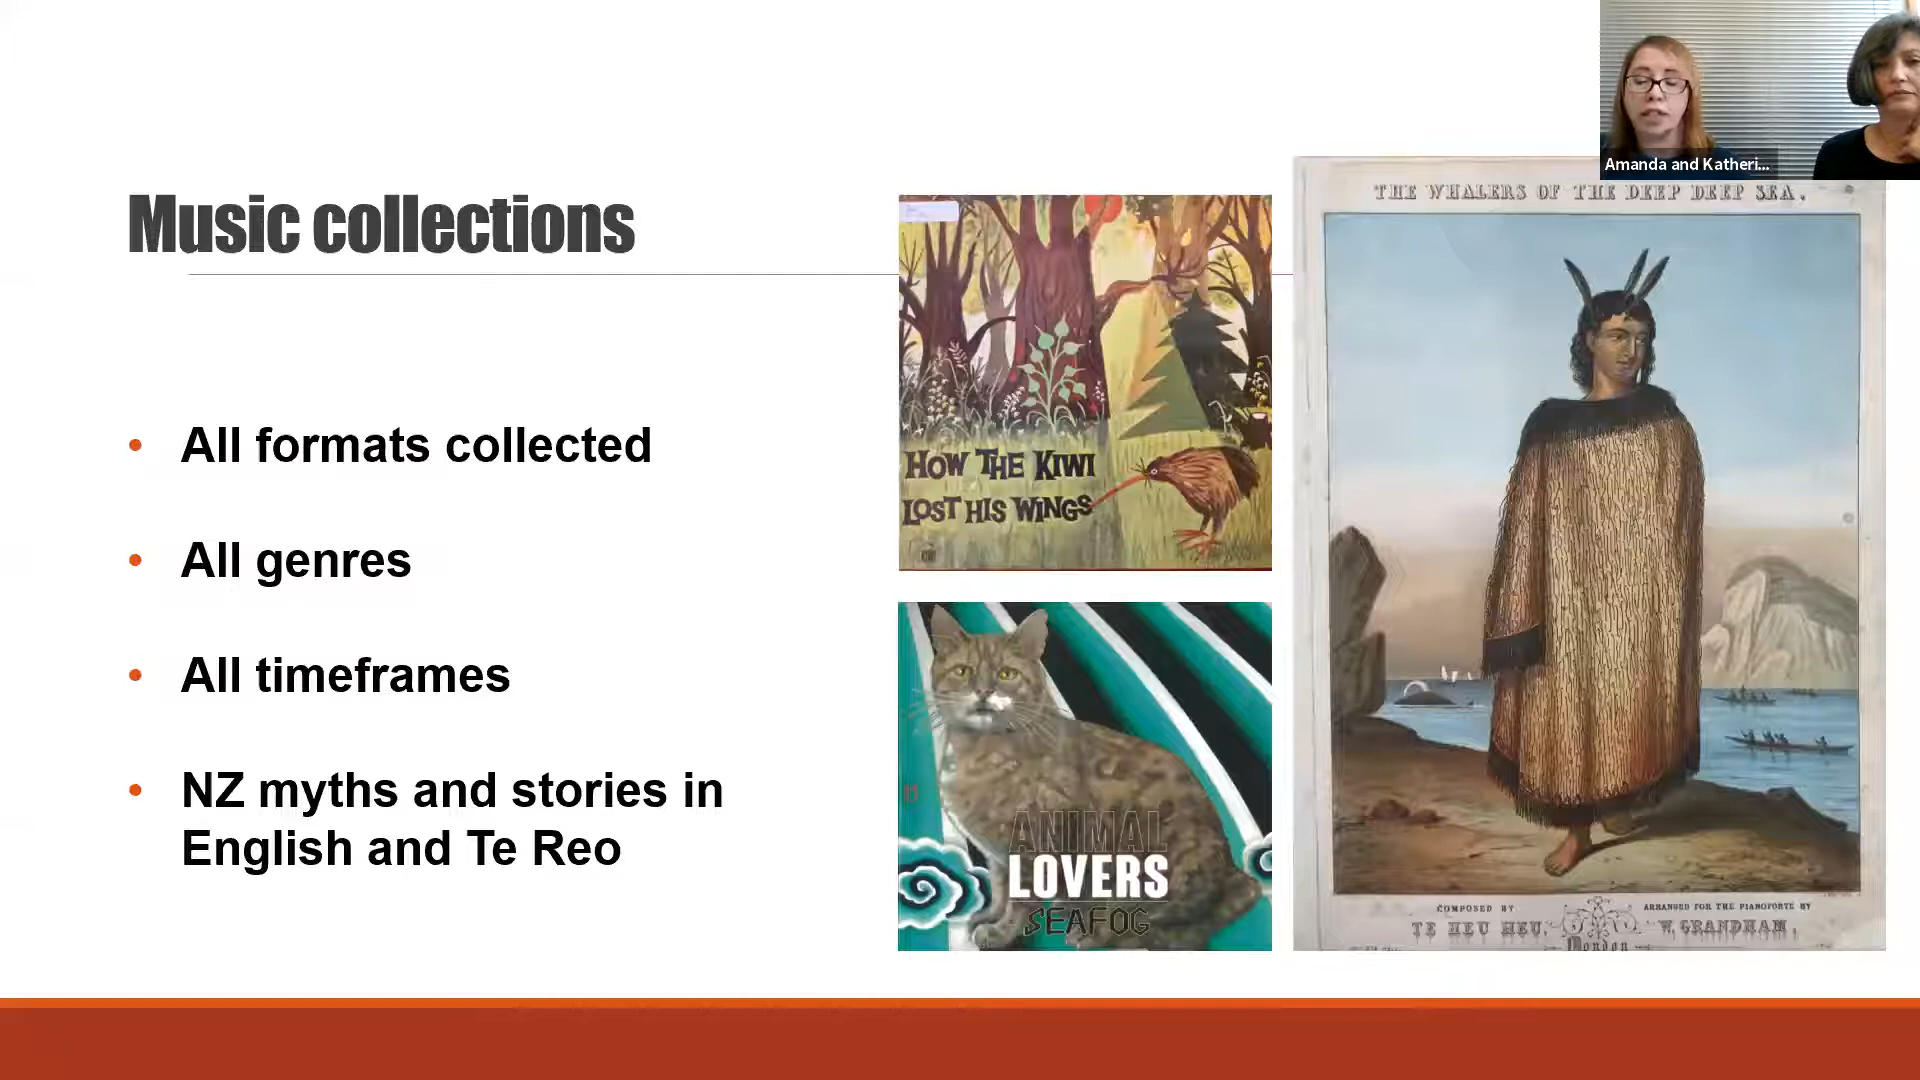 Amanda and Katheri...
Music collections
• All formats collected
• All genres
• All timeframes
• NZ myths and stories in
English and Te Reo
HOW THE KIWI
LOST HIS WINGS
ANIMAL
LOVERS
SEAFOG
THE WHALERS OF THE DEEP DEEP SEA.
COMPOSED BY
TE HEU HEU,
ARRANGED FOR THE PIANOFORTE BY
W. GRANDHAM,
London